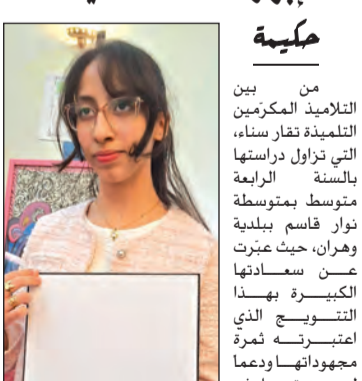 حكيمة
من بين
التلاميذ المكرّمين
التلميذة تقار سناء،
التي تزاول دراستها
بالسنة الرابعة
متوسط بمتوسطة
نوار قاسم ببلدية
وهران، حيث عبّرت
عن سعادتها
الكبيرة بهذا
التتويج الذي
اعتبرته ثمرة
مجهوداتها ودعما